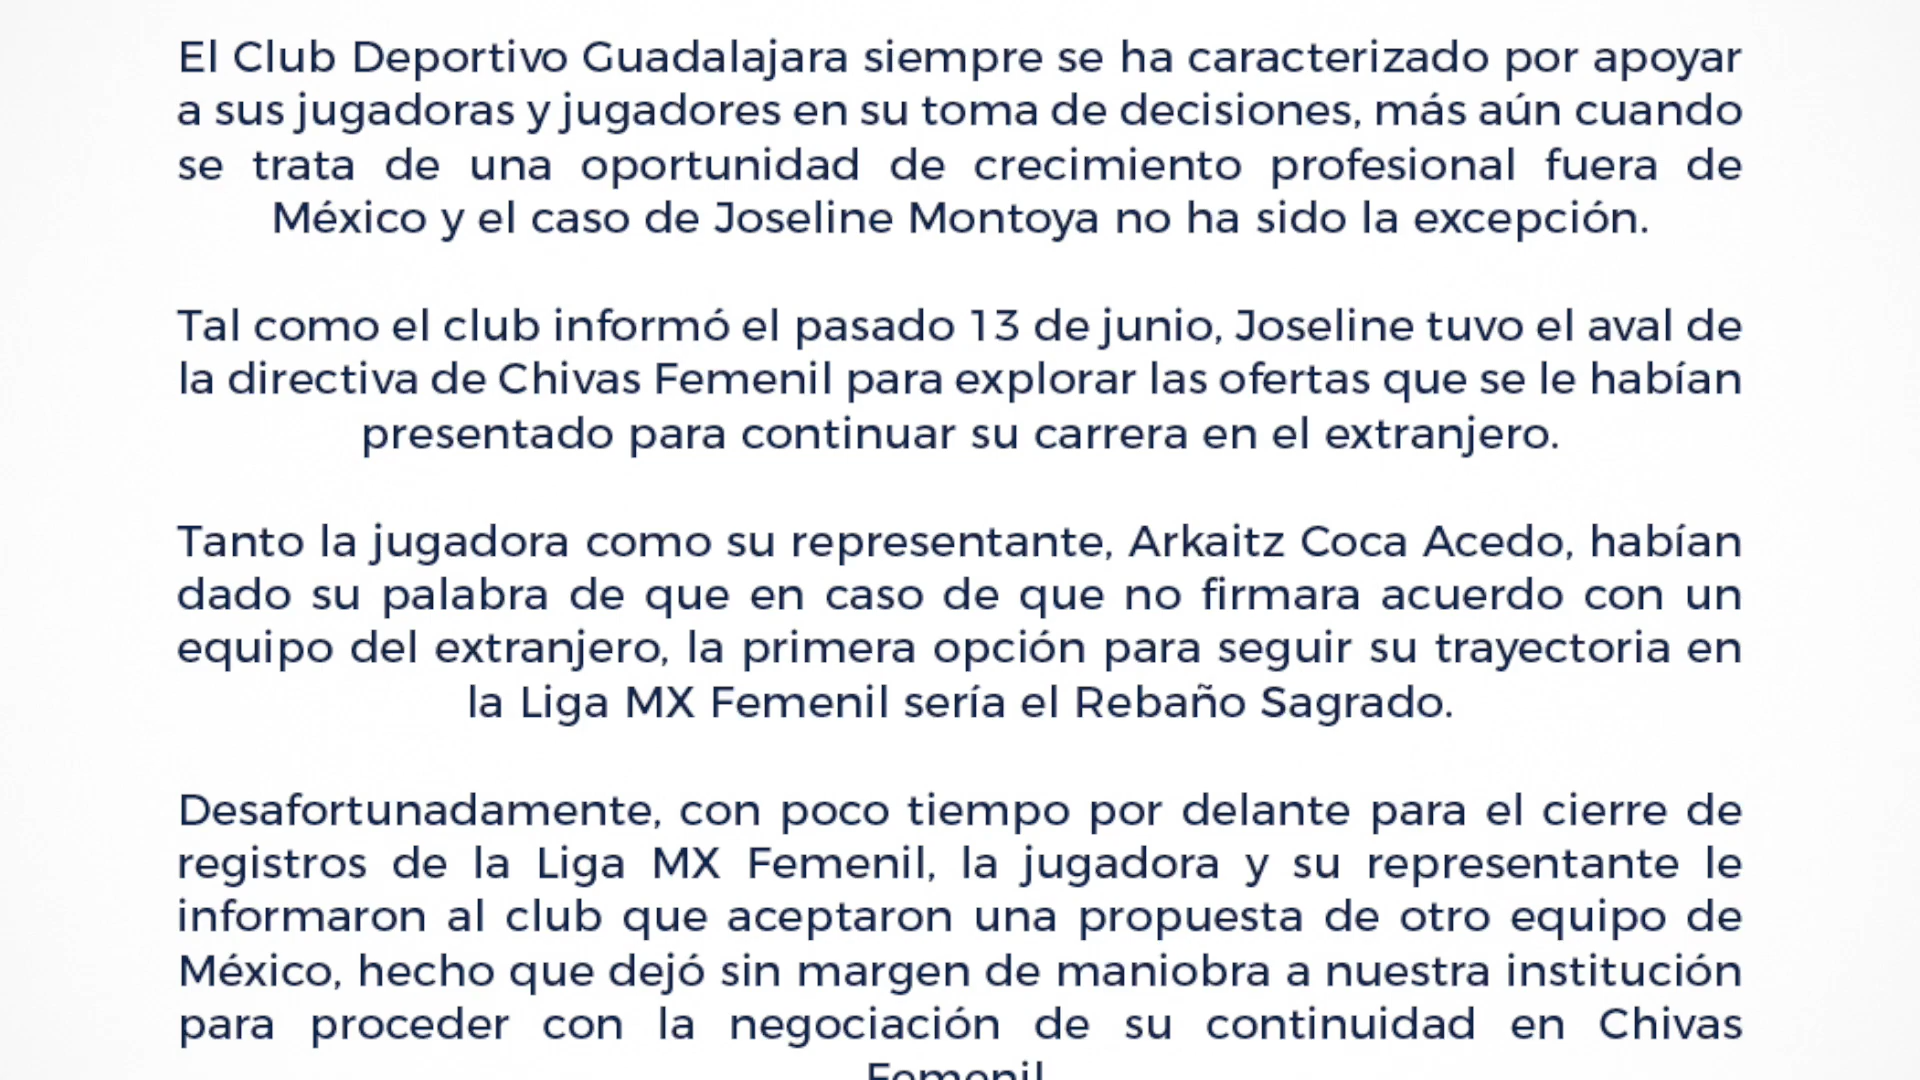 El Club Deportivo Guadalajara siempre se ha caracterizado por apoyar
a sus jugadoras y jugadores en su toma de decisiones, más aún cuando
se trata de una oportunidad de crecimiento profesional fuera de
México y el caso de Joseline Montoya no ha sido la excepción.
Tal como el club informó el pasado 13 de junio, Joseline tuvo el aval de
la directiva de Chivas Femenil para explorar las ofertas que se le habían
presentado para continuar su carrera en el extranjero.
Tanto la jugadora como su representante, Arkaitz Coca Acedo, habían
dado su palabra de que en caso de que no firmara acuerdo con un
equipo del extranjero, la primera opción para seguir su trayectoria en
la Liga MX Femenil sería el Rebaño Sagrado.
Desafortunadamente, con poco tiempo por delante para el cierre de
registros de la Liga MX Femenil, la jugadora y su representante le
informaron al club que aceptaron una propuesta de otro equipo de
México, hecho que dejó sin margen de maniobra a nuestra institución
para proceder con la negociación de su continuidad en Chivas
Femenil